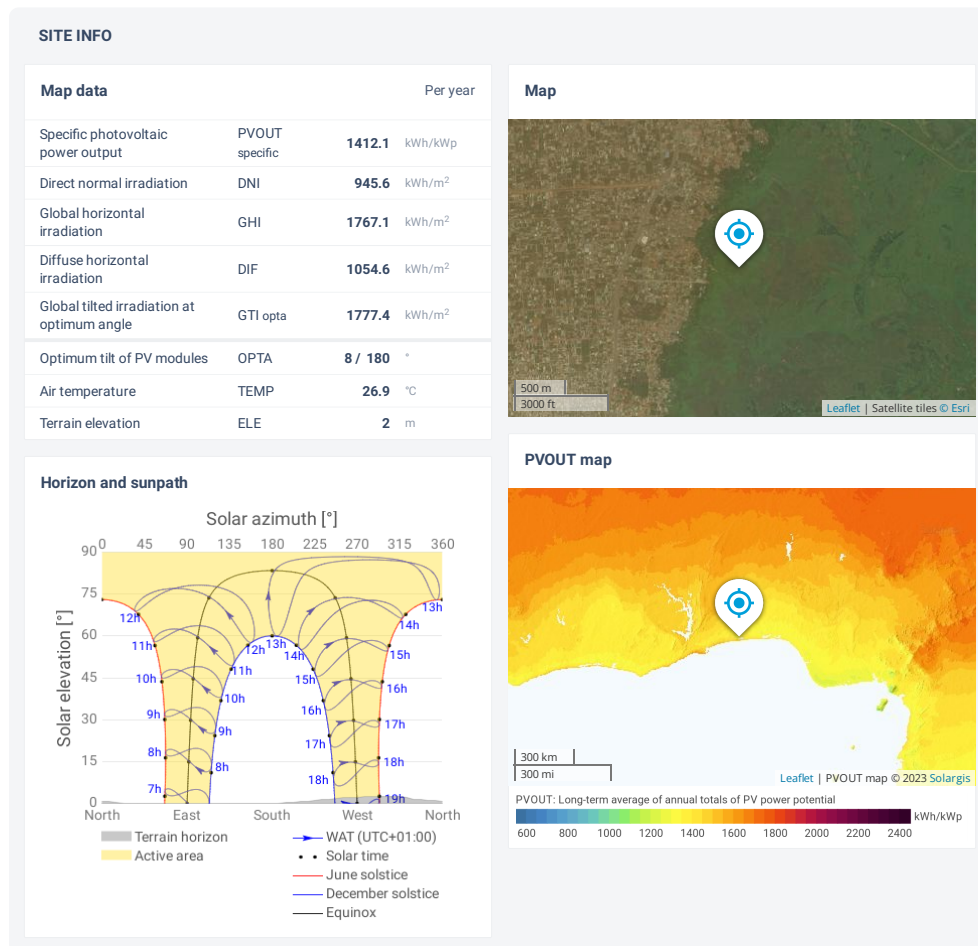 SITE INFO
Map data
Per year
Specific photovoltaic
power output
PVOUT
specific
1412.1 kWh/kWp
Direct normal irradiation DNI 945.6 kWh/m²
Global horizontal
irradiation
GHI 1767.1 kWh/m²
Diffuse horizontal
irradiation
DIF 1054.6 kWh/m²
Global tilted irradiation at
optimum angle
GTI opta 1777.4 kWh/m²
Optimum tilt of PV modules OPTA 8 / 180 °
Air temperature TEMP 26.9 °C
Terrain elevation ELE 2 m
Horizon and sunpath
Solar azimuth [°]
0 45 90 135 180 225 270 315 360
Solar elevation [°]
90
75
60
45
30
15
0
12h
11h
10h
9h
8h
7h
12h
11h
10h
9h
8h
13h
14h
15h
16h
17h
18h
13h
14h
15h
16h
17h
18h
19h
North East South West North
Terrain horizon
Active area
WAT (UTC+01:00)
Solar time
June solstice
December solstice
Equinox
Map
500 m
3000 ft
Leaflet | Satellite tiles © Esri
PVOUT map
300 km
300 mi
Leaflet | PVOUT map © 2023 Solargis
PVOUT: Long-term average of annual totals of PV power potential
kWh/kWp
600 800 1000 1200 1400 1600 1800 2000 2200 2400